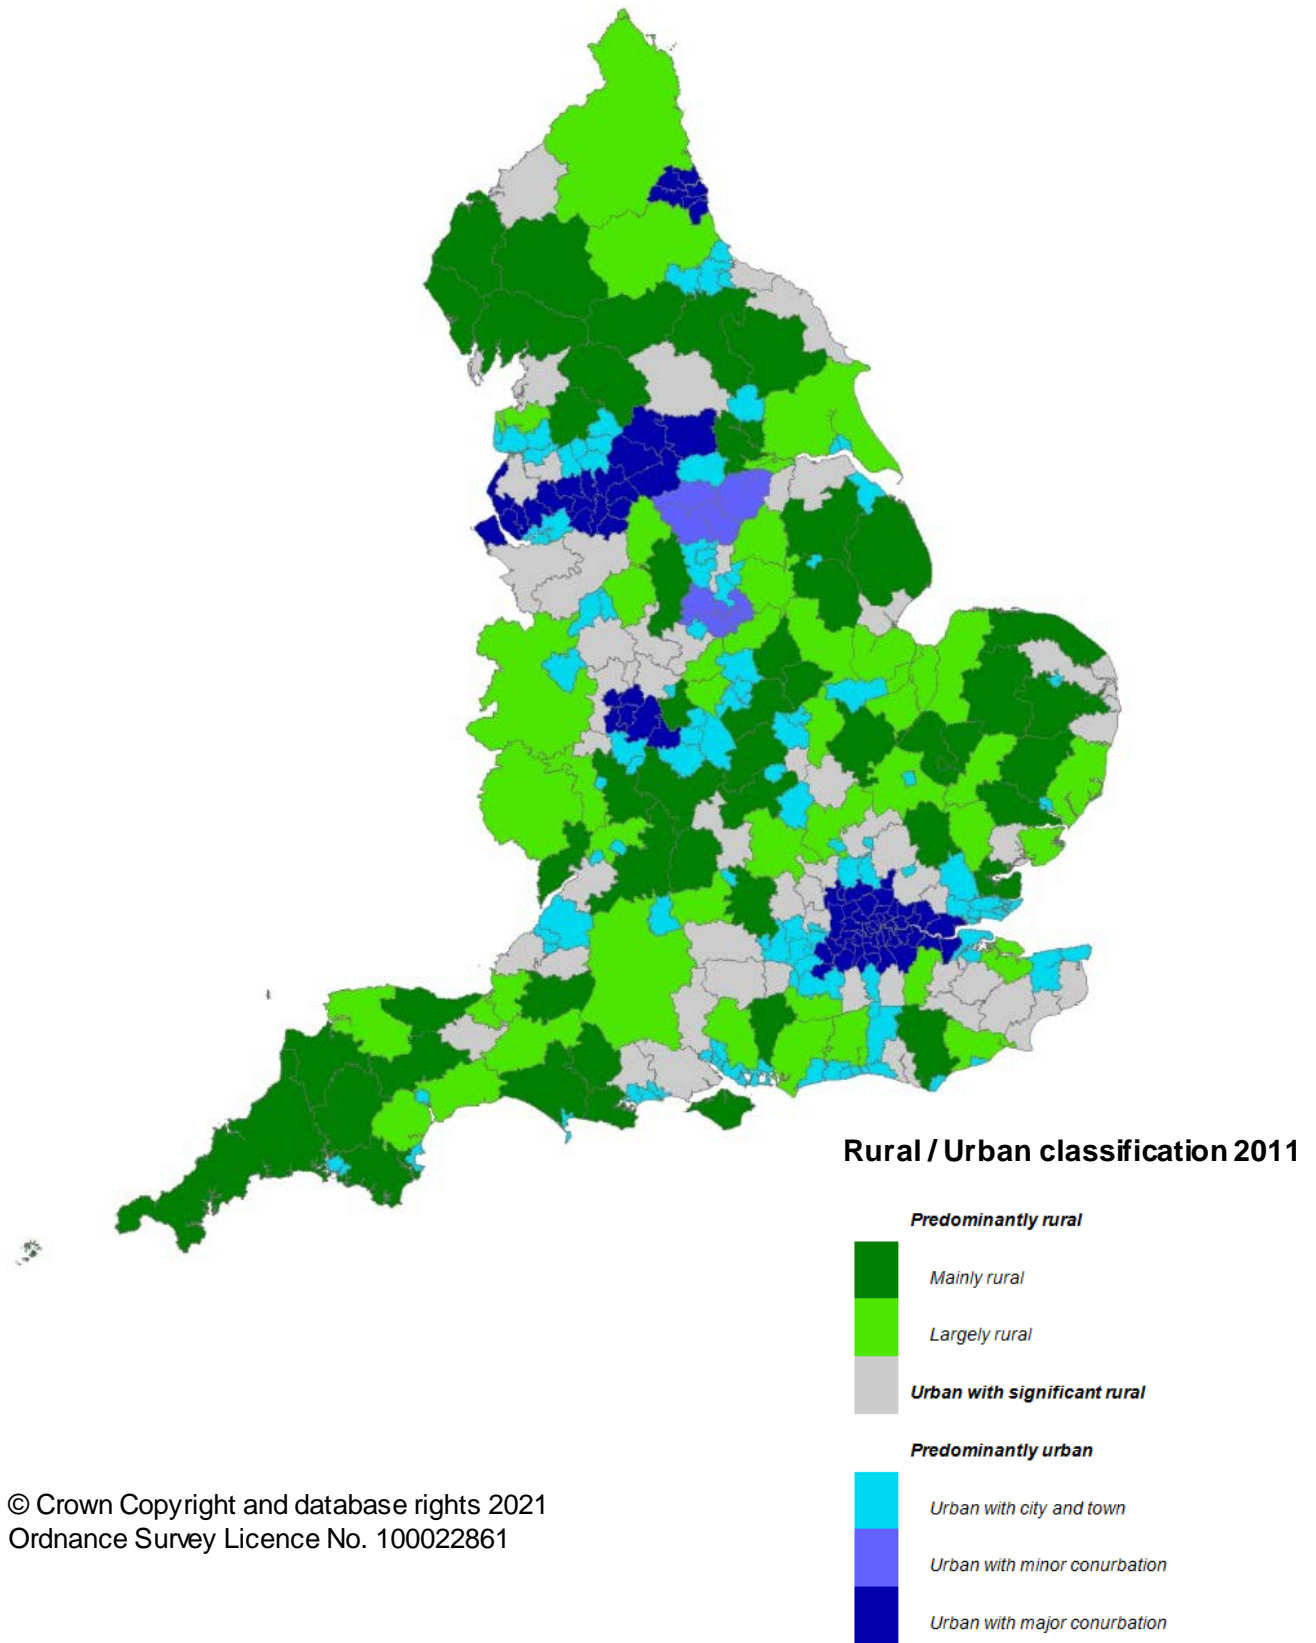 Rural / Urban classification 2011
Predominantly rural
Mainly rural
Largely rural
Urban with significant rural
Predominantly urban
Urban with city and town
Urban with minor conurbation
Urban with major conurbation
© Crown Copyright and database rights 2021
Ordnance Survey Licence No. 100022861